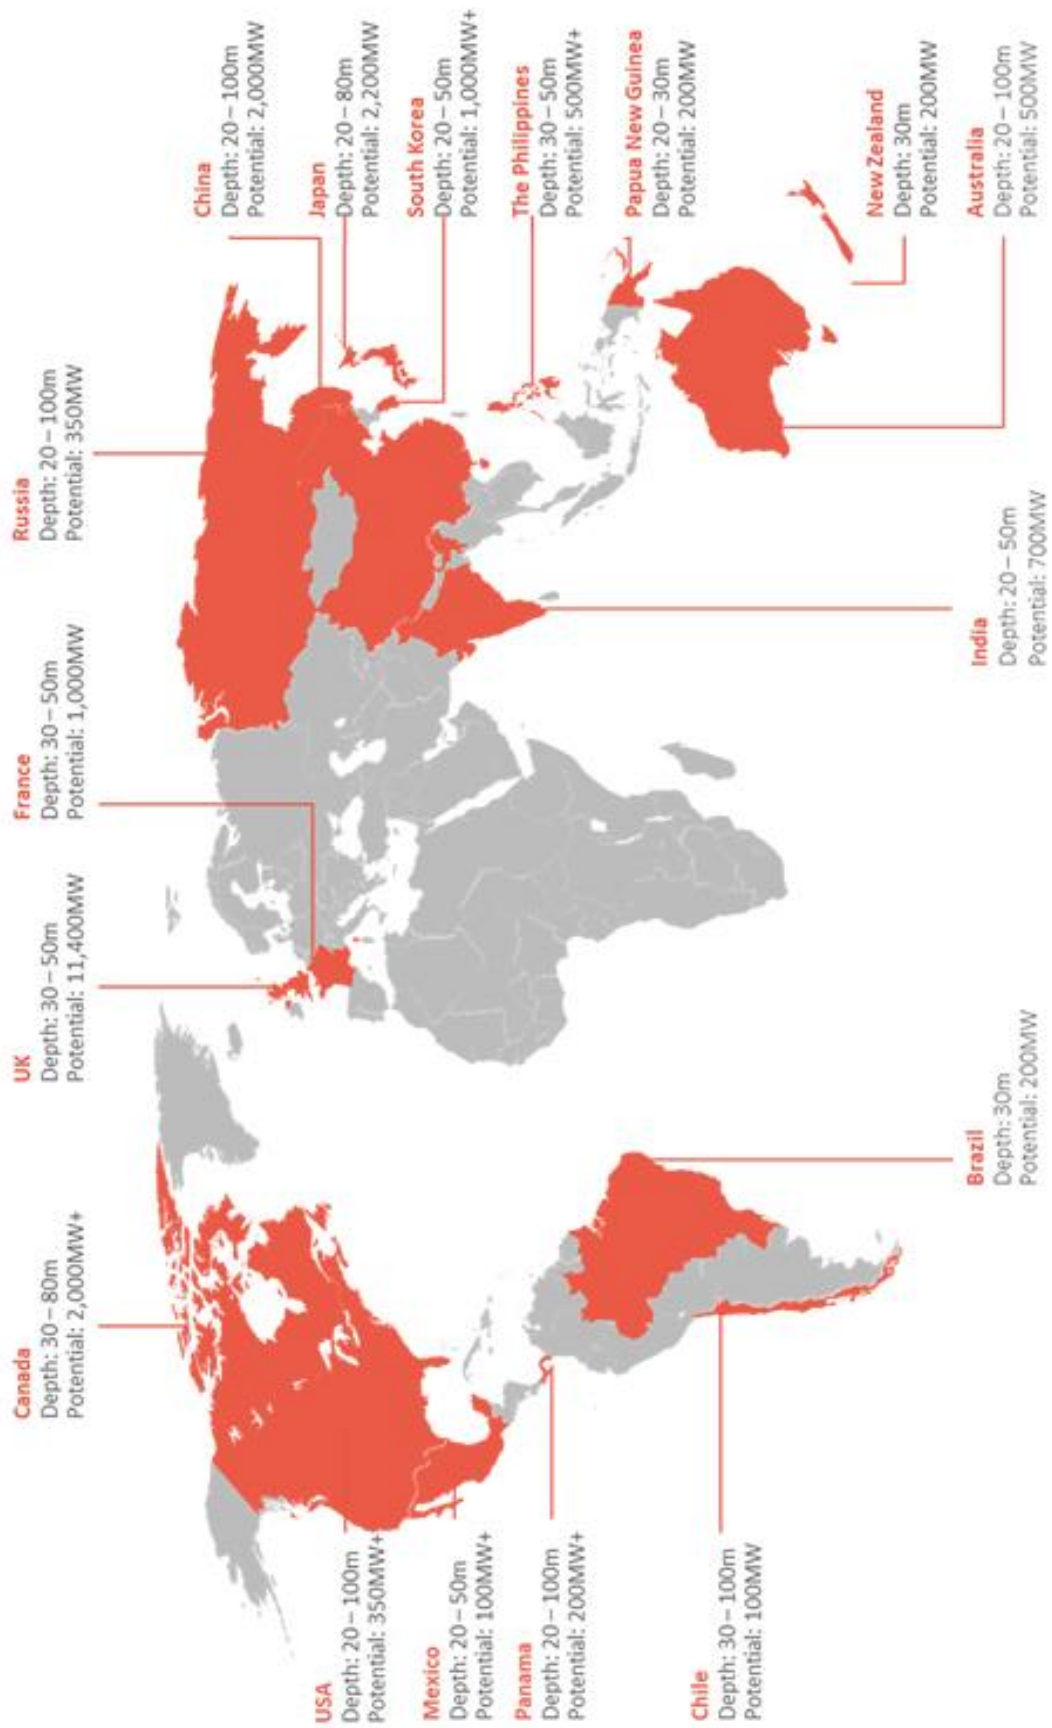 Canada
Depth: 30 – 80m
Potential: 2,000MW+
UK
Depth: 30 – 50m
Potential: 11,400MW
France
Depth: 30 – 50m
Potential: 1,000MW
Russia
Depth: 20 – 100m
Potential: 350MW
China
Depth: 20 – 100m
Potential: 2,000MW
Japan
Depth: 20 – 80m
Potential: 2,200MW
South Korea
Depth: 20 – 50m
Potential: 1,000MW+
The Philippines
Depth: 30 – 50m
Potential: 500MW+
Papua New Guinea
Depth: 20 – 30m
Potential: 200MW
New Zealand
Depth: 30m
Potential: 200MW
Australia
Depth: 20 – 100m
Potential: 500MW
USA
Depth: 20 – 100m
Potential: 350MW+
Mexico
Depth: 20 – 50m
Potential: 100MW+
Panama
Depth: 20 – 100m
Potential: 200MW+
Chile
Depth: 30 – 100m
Potential: 100MW
Brazil
Depth: 30m
Potential: 200MW
India
Depth: 20 – 50m
Potential: 700MW